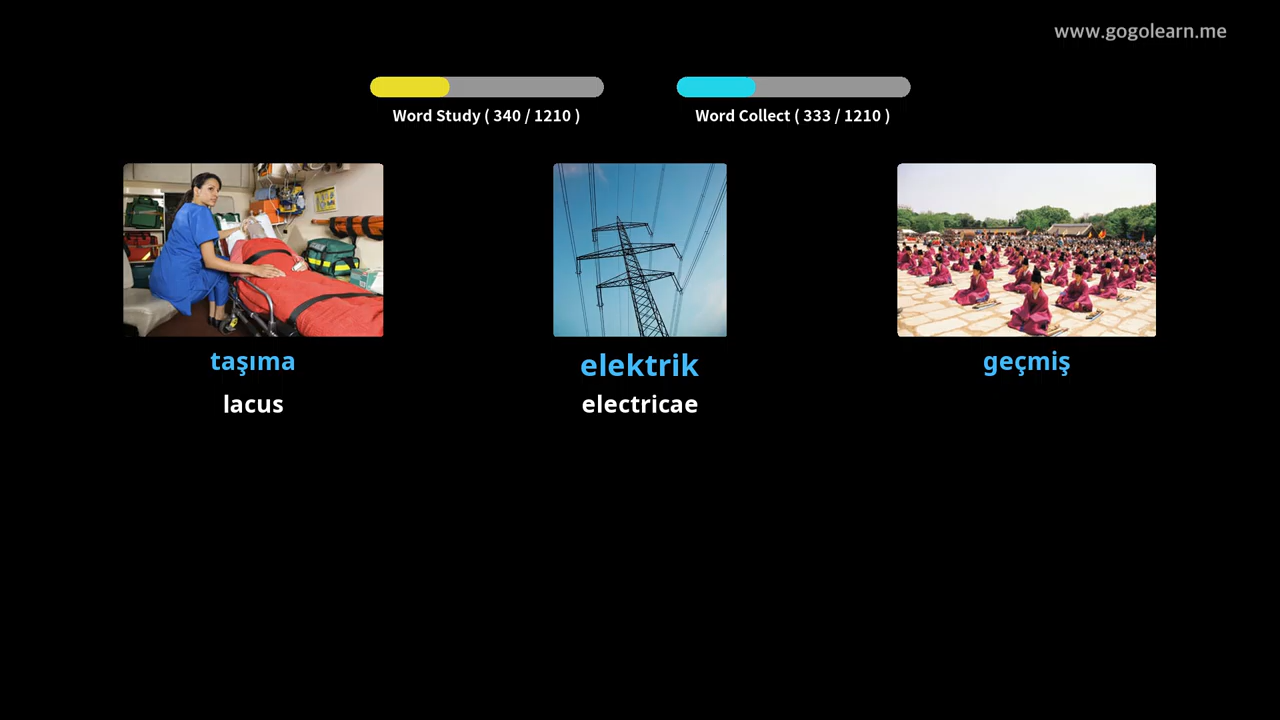 www.gogolearn.me
Word Study ( 340 / 1210 )
Word Collect ( 333 / 1210 )
taşıma
elektrik
geçmiş
lacus
electricae